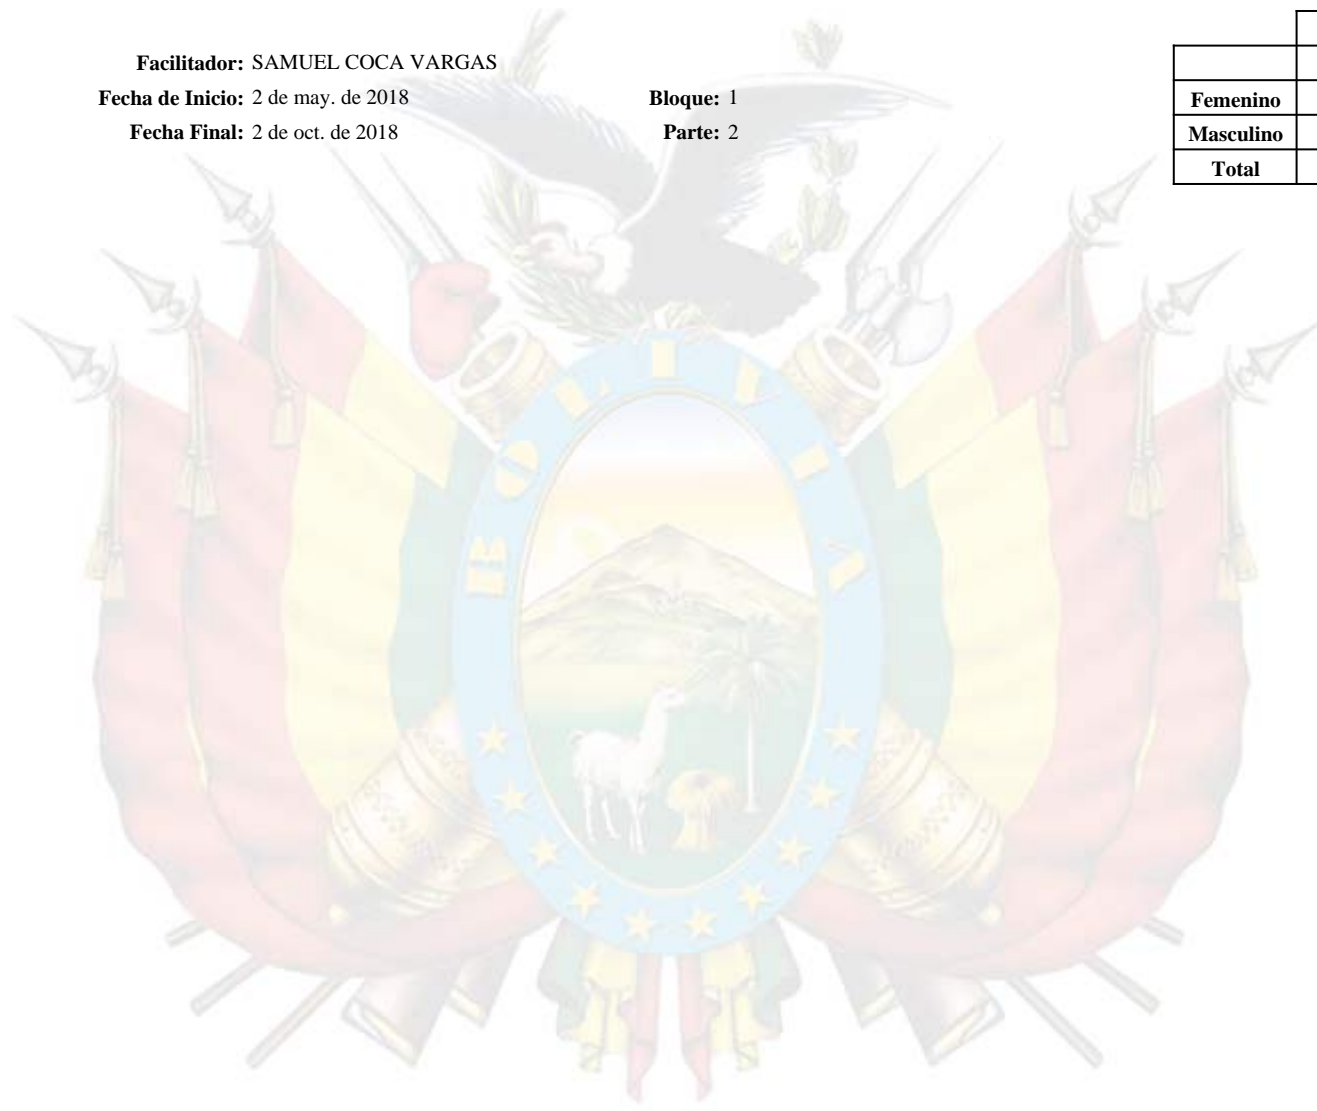 Facilitador: SAMUEL COCA VARGAS
Fecha de Inicio: 2 de may. de 2018 Bloque: 1
Fecha Final: 2 de oct. de 2018 Parte: 2
Femenino
Masculino
Total
BOLIVIA